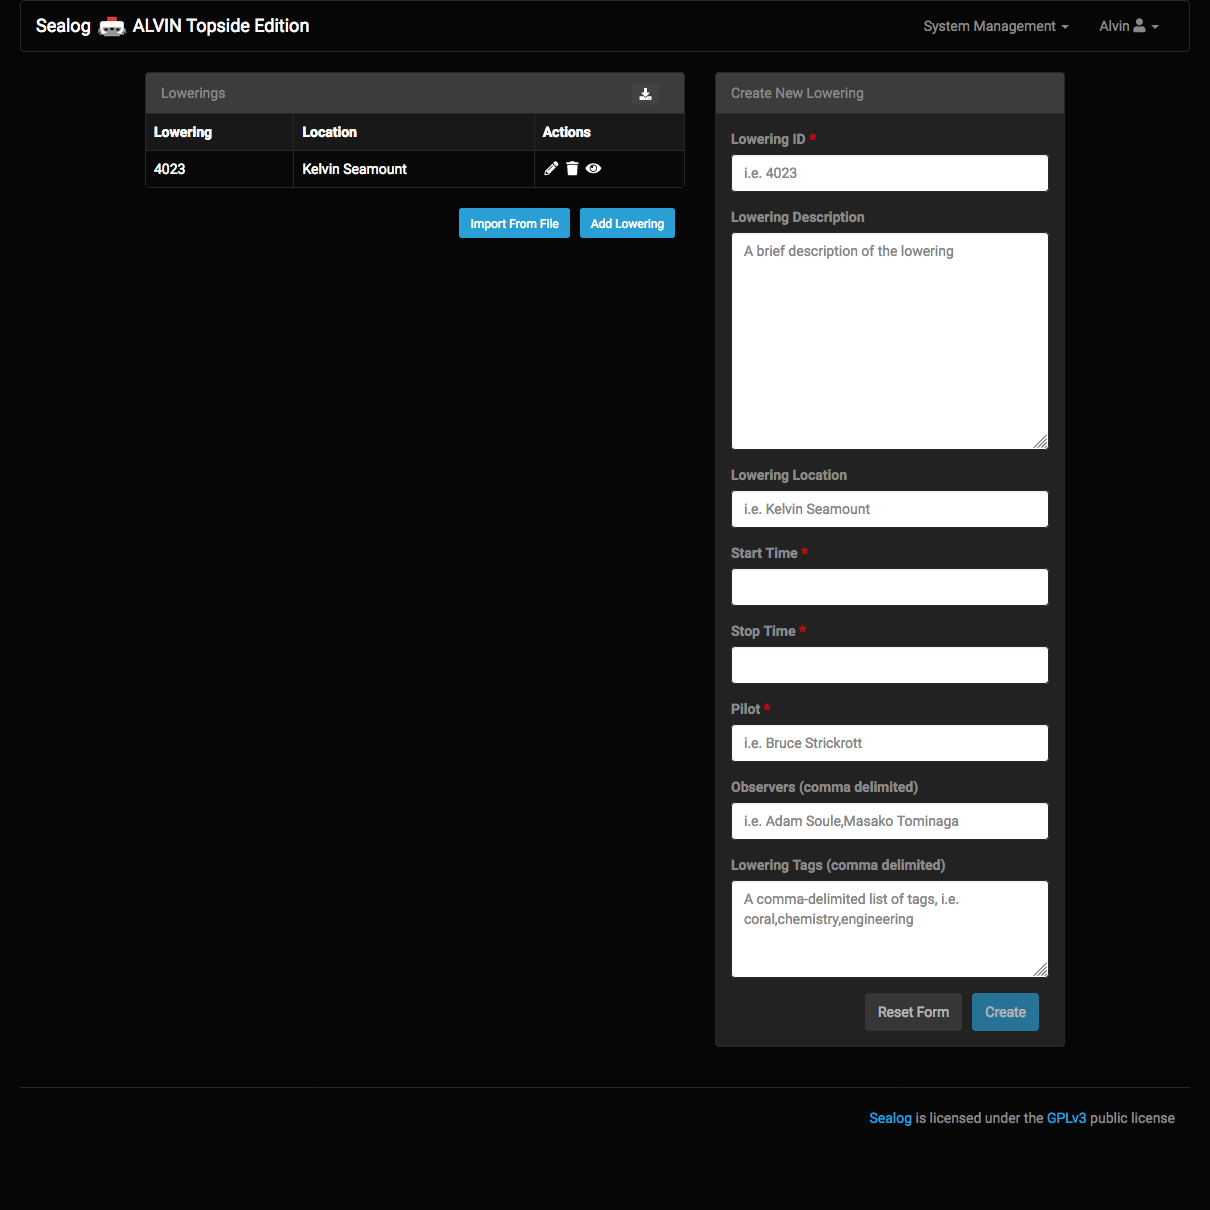 Sealog ALVIN Topside Edition
System Management
Alvin
Lowerings
Lowering Location Actions
4023 Kelvin Seamount
Import From File
Add Lowering
Create New Lowering
Lowering ID *
i.e. 4023
Lowering Description
A brief description of the lowering
Lowering Location
i.e. Kelvin Seamount
Start Time *
Stop Time *
Pilot *
i.e. Bruce Strickrott
Observers (comma delimited)
i.e. Adam Soule,Masako Tominaga
Lowering Tags (comma delimited)
A comma-delimited list of tags, i.e.
coral,chemistry,engineering
Reset Form
Create
Sealog is licensed under the GPLv3 public license